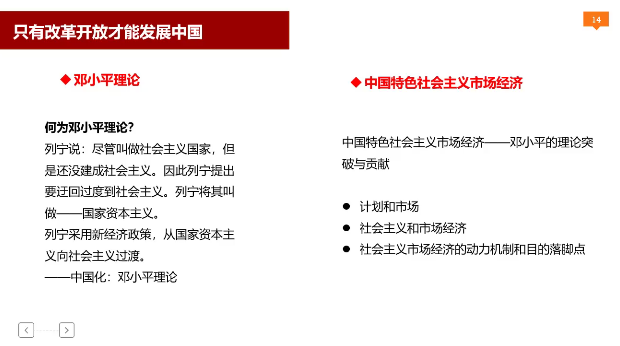 只有改革开放才能发展中国
14
◆邓小平理论
何为邓小平理论？
列宁说：尽管叫做社会主义国家，但
是还没建成社会主义。因此列宁提出
要迂回过度到社会主义。列宁将其叫
做——国家资本主义。
列宁采用新经济政策，从国家资本主
义向社会主义过渡。
——中国化：邓小平理论
◆中国特色社会主义市场经济
中国特色社会主义市场经济——邓小平的理论突
破与贡献
● 计划和市场
● 社会主义和市场经济
● 社会主义市场经济的动力机制和目的落脚点